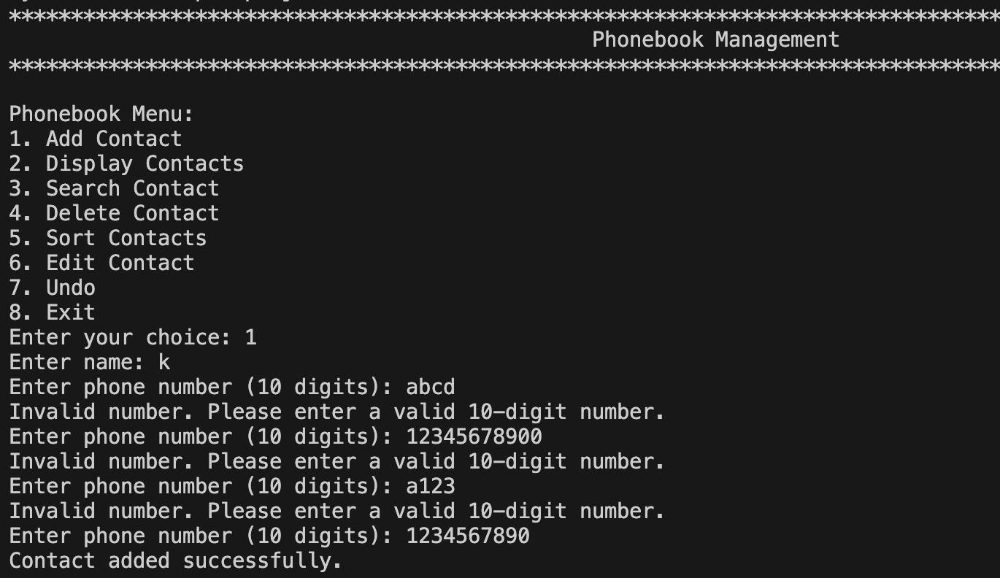 ********************************************************************************
Phonebook Management
********************************************************************************
Phonebook Menu:
1. Add Contact
2. Display Contacts
3. Search Contact
4. Delete Contact
5. Sort Contacts
6. Edit Contact
7. Undo
8. Exit
Enter your choice: 1
Enter name: k
Enter phone number (10 digits): abcd
Invalid number. Please enter a valid 10-digit number.
Enter phone number (10 digits): 12345678900
Invalid number. Please enter a valid 10-digit number.
Enter phone number (10 digits): a123
Invalid number. Please enter a valid 10-digit number.
Enter phone number (10 digits): 1234567890
Contact added successfully.